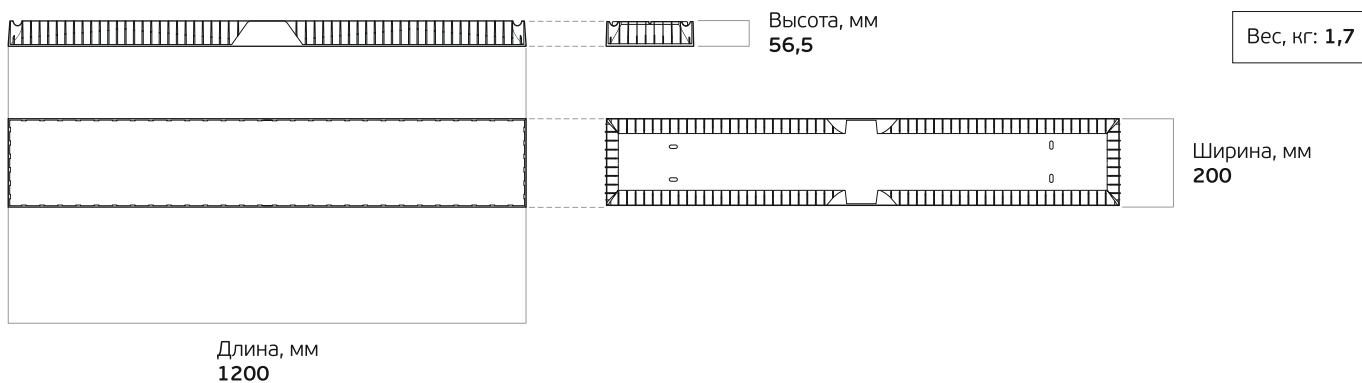 Высота, мм
56,5
Вес, кг: 1,7
Ширина, мм
200
Длина, мм
1200